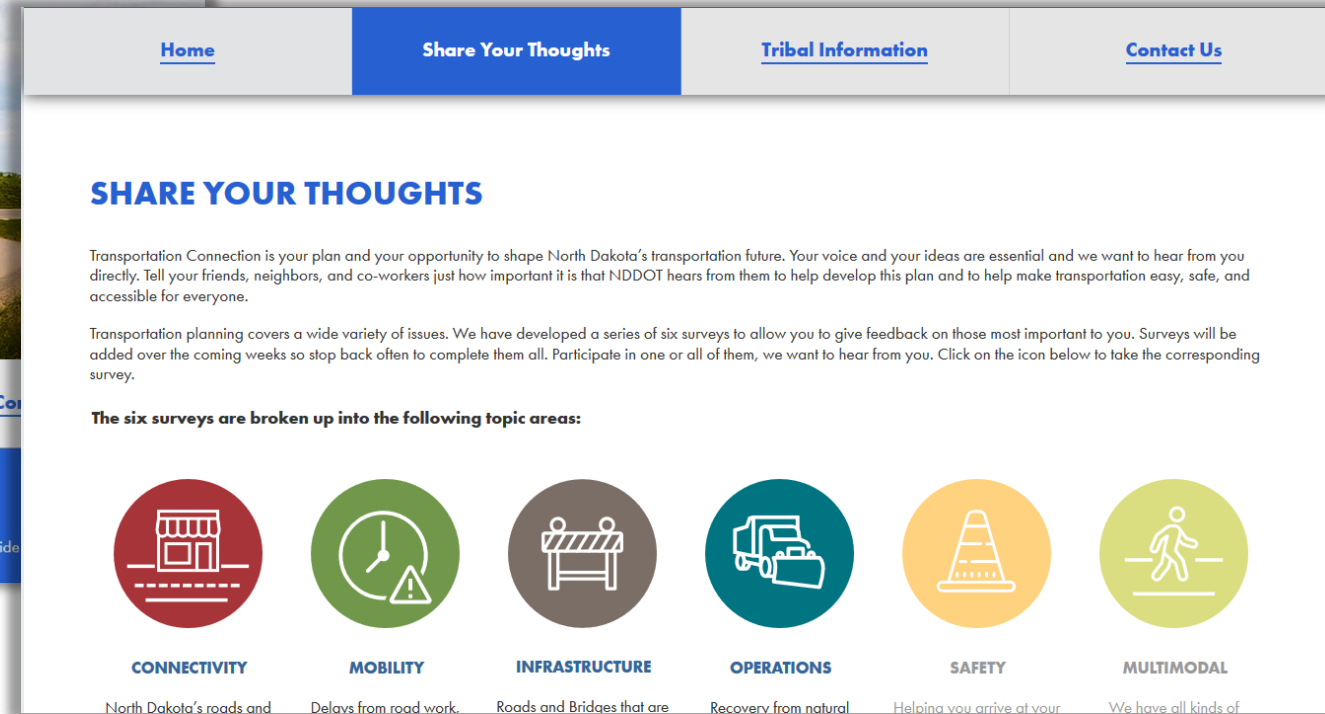 Home Share Your Thoughts Tribal Information Contact Us
SHARE YOUR THOUGHTS
Transportation Connection is your plan and your opportunity to shape North Dakota’s transportation future. Your voice and your ideas are essential and we want to hear from you
directly. Tell your friends, neighbors, and co-workers just how important it is that NDDOT hears from them to help develop this plan and to help make transportation easy, safe, and
accessible for everyone.
Transportation planning covers a wide variety of issues. We have developed a series of six surveys to allow you to give feedback on those most important to you. Surveys will be
added over the coming weeks so stop back often to complete them all. Participate in one or all of them, we want to hear from you. Click on the icon below to take the corresponding
survey.
The six surveys are broken up into the following topic areas:
CONNECTIVITY MOBILITY INFRASTRUCTURE OPERATIONS SAFETY MULTIMODAL
North Dakota’s roads and Delays from road work, Roads and Bridges that are Recovery from natural Helping you arrive at your We have all kinds of